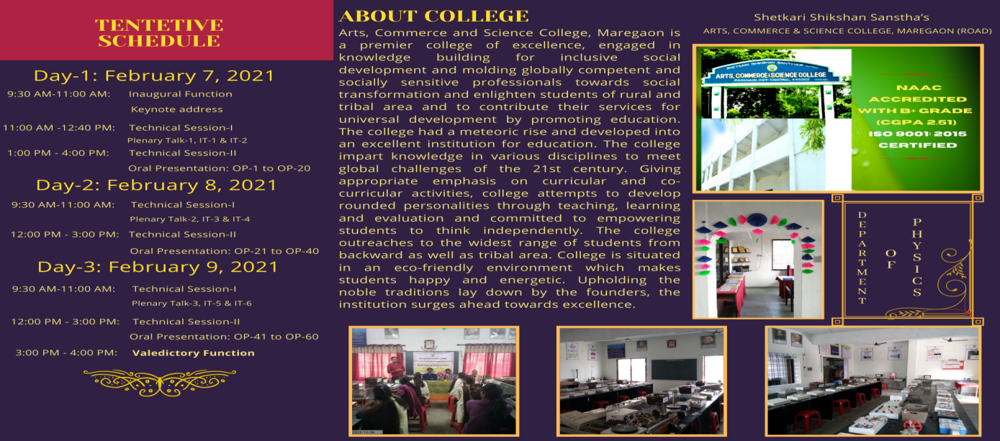 TENTETIVE
SCHEDULE
Day-1: February 7, 2021
9:30 AM-11:00 AM: Inaugural Function
Keynote address
11:00 AM -12:40 PM: Technical Session-I
Plenary Talk-1, IT-1 & IT-2
1:00 PM - 4:00 PM: Technical Session-II
Oral Presentation: OP-1 to OP-20
Day-2: February 8, 2021
9:30 AM-11:00 AM: Technical Session-I
Plenary Talk-2, IT-3 & IT-4
12:00 PM - 3:00 PM: Technical Session-II
Oral Presentation: OP-21 to OP-40
Day-3: February 9, 2021
9:30 AM-11:00 AM: Technical Session-I
Plenary Talk-3, IT-5 & IT-6
12:00 PM - 3:00 PM: Technical Session-II
Oral Presentation: OP-41 to OP-60
3:00 PM - 4:00 PM: Valedictory Function
ABOUT COLLEGE
Arts, Commerce and Science College, Maregaon is
a premier college of excellence, engaged in
knowledge building for inclusive social
development and molding globally competent and
socially sensitive professionals towards social
transformation and enlighten students of rural and
tribal area and to contribute their services for
universal development by promoting education.
The college had a meteoric rise and developed into
an excellent institution for education. The college
impart knowledge in various disciplines to meet
global challenges of the 21st century. Giving
appropriate emphasis on curricular and co-
curricular activities, college attempts to develop
rounded personalities through teaching, learning
and evaluation and committed to empowering
students to think independently. The college
outreaches to the widest range of students from
backward as well as tribal area. College is situated
in an eco-friendly environment which makes
students happy and energetic. Upholding the
noble traditions lay down by the founders, the
institution surges ahead towards excellence.
Shetkari Shikshan Sanstha's
ARTS, COMMERCE & SCIENCE COLLEGE, MAREGAON (ROAD)
SHETKARI SHIKSHAN SANTHA'S
ARTS, COMMERCE & SCIENCE COLLEGE
MAREGAON, DIST- YAVATMAL, 445303
NAAC
ACCREDITED
WITH B+ GRADE
(CGPA 2.51)
ISO 9001: 2015
CERTIFIED
DEPARTMENT
OF
PHYSICS